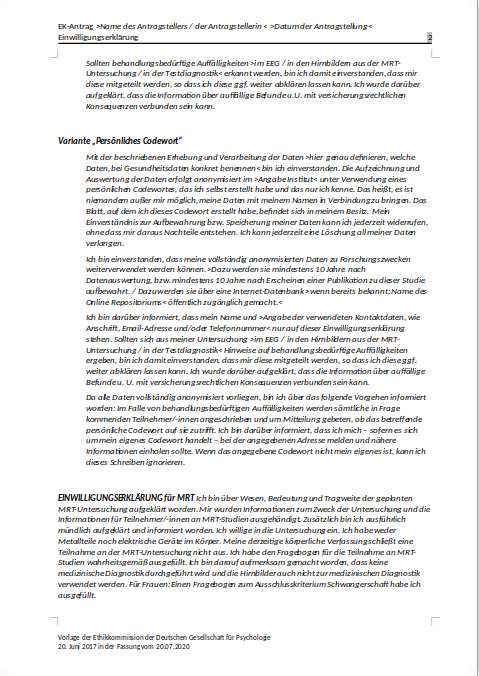 EK-Antrag >Name des Antragstellers / der Antragstellerin < >Datum der Antragstellung <
Einwilligungserklärung 2
Sollten behandlungsbedürftige Auffälligkeiten >im EEG / in den Hirnbildern aus der MRT-
Untersuchung / in der Testdiagnostik< erkannt werden, bin ich damit einverstanden, dass mir
diese mitgeteilt werden, so dass ich diese ggf. weiter abklären lassen kann. Ich wurde darüber
aufgeklärt, dass die Information über auffällige Befunde u.U. mit versicherungsrechtlichen
Konsequenzen verbunden sein kann.
Variante „Persönliches Codewort“
Mit der beschriebenen Erhebung und Verarbeitung der Daten >hier genau definieren, welche
Daten, bei Gesundheitsdaten konkret benennen< bin ich einverstanden. Die Aufzeichnung und
Auswertung der Daten erfolgt anonymisiert im >Angabe Institut< unter Verwendung eines
persönlichen Codewortes, das ich selbst erstellt habe und das nur ich kenne. Das heißt, es ist
niemandem außer mir möglich, meine Daten mit meinem Namen in Verbindung zu bringen. Das
Blatt, auf dem ich dieses Codewort erstellt habe, befindet sich in meinem Besitz. Mein
Einverständnis zur Aufbewahrung bzw. Speicherung meiner Daten kann ich jederzeit widerrufen,
ohne dass mir daraus Nachteile entstehen. Ich kann jederzeit eine Löschung all meiner Daten
verlangen.
Ich bin einverstanden, dass meine vollständig anonymisierten Daten zu Forschungszwecken
weiterverwendet werden können. >Dazu werden sie mindestens 10 Jahre nach
Datenauswertung, bzw. mindestens 10 Jahre nach Erscheinen einer Publikation zu dieser Studie
aufbewahrt. / Dazu werden sie über eine Internet-Datenbank >wenn bereits bekannt: Name des
Online Repositoriums< öffentlich zugänglich gemacht.<
Ich bin darüber informiert, dass mein Name und >Angabe der verwendeten Kontaktdaten, wie
Anschrift, Email-Adresse und/oder Telefonnummer< nur auf dieser Einwilligungserklärung
stehen. Sollten sich aus meiner Untersuchung >im EEG / in den Hirnbildern aus der MRT-
Untersuchung / in der Testdiagnostik< Hinweise auf behandlungsbedürftige Auffälligkeiten
ergeben, bin ich damit einverstanden, dass mir diese mitgeteilt werden, so dass ich diese ggf.
weiter abklären lassen kann. Ich wurde darüber aufgeklärt, dass die Information über auffällige
Befunde u. U. mit versicherungsrechtlichen Konsequenzen verbunden sein kann.
Da alle Daten vollständig anonymisiert vorliegen, bin ich über das folgende Vorgehen informiert
worden: Im Falle von behandlungsbedürftigen Auffälligkeiten werden sämtliche in Frage
kommenden Teilnehmer/-innen angeschrieben und um Mitteilung gebeten, ob das betreffende
persönliche Codewort auf sie zutrifft. Ich bin darüber informiert, dass ich mich – sofern es sich
um mein eigenes Codewort handelt – bei der angegebenen Adresse melden und nähere
Informationen einholen sollte. Wenn das angegebene Codewort nicht mein eigenes ist, kann ich
dieses Schreiben ignorieren.
EINWILLIGUNGSERKLÄRUNG für MRT Ich bin über Wesen, Bedeutung und Tragweite der geplanten
MRT-Untersuchung aufgeklärt worden. Mir wurden Informationen zum Zweck der Untersuchung und die
Informationen für Teilnehmer/-innen an MRT-Studien ausgehändigt. Zusätzlich bin ich ausführlich
mündlich aufgeklärt und informiert worden. Ich willige in die Untersuchung ein. Ich habe weder
Metallteile noch elektrische Geräte im Körper. Meine derzeitige körperliche Verfassung schließt eine
Teilnahme an der MRT-Untersuchung nicht aus. Ich habe den Fragebogen für die Teilnahme an MRT-
Studien wahrheitsgemäß ausgefüllt. Ich bin darauf aufmerksam gemacht worden, dass keine
medizinische Diagnostik durchgeführt wird und die Hirnbilder auch nicht zur medizinischen Diagnostik
verwendet werden. Für Frauen: Einen Fragebogen zum Ausschlusskriterium Schwangerschaft habe ich
ausgefüllt.
Vorlage der Ethikkommission der Deutschen Gesellschaft für Psychologie
20. Juni 2017 in der Fassung vom 20.07.2020